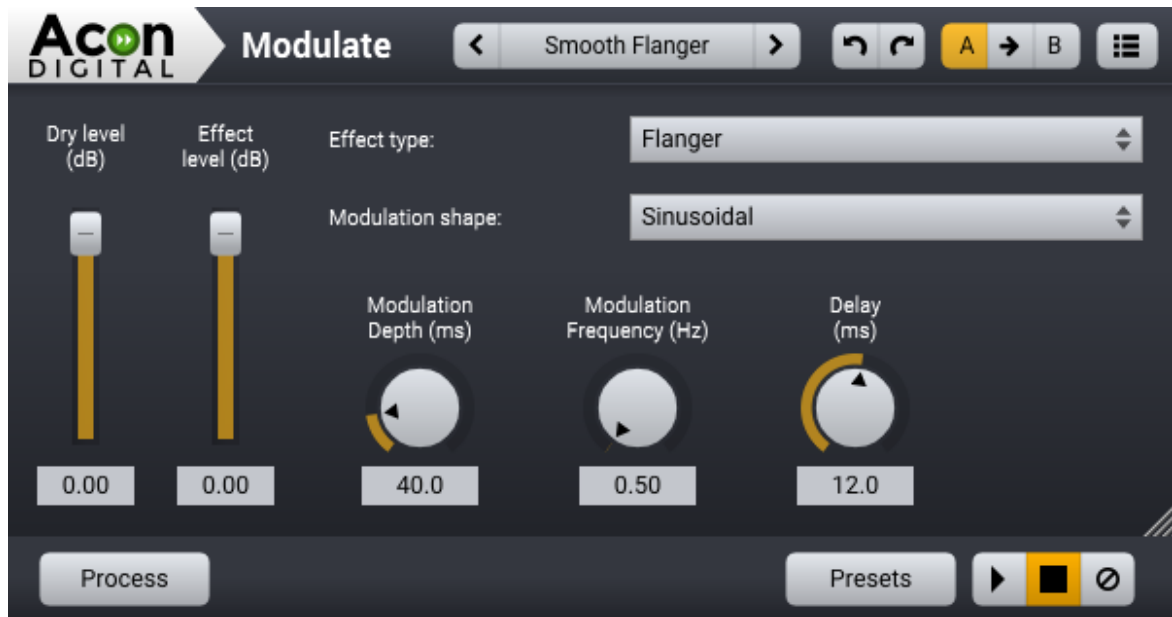 Acon
DIGITAL
Modulate
Smooth Flanger
A
B
Dry level
(dB)
Effect
level (dB)
Effect type:
Flanger
Modulation shape:
Sinusoidal
Modulation
Depth (ms)
Modulation
Frequency (Hz)
Delay
(ms)
0.00
0.00
40.0
0.50
12.0
Process
Presets